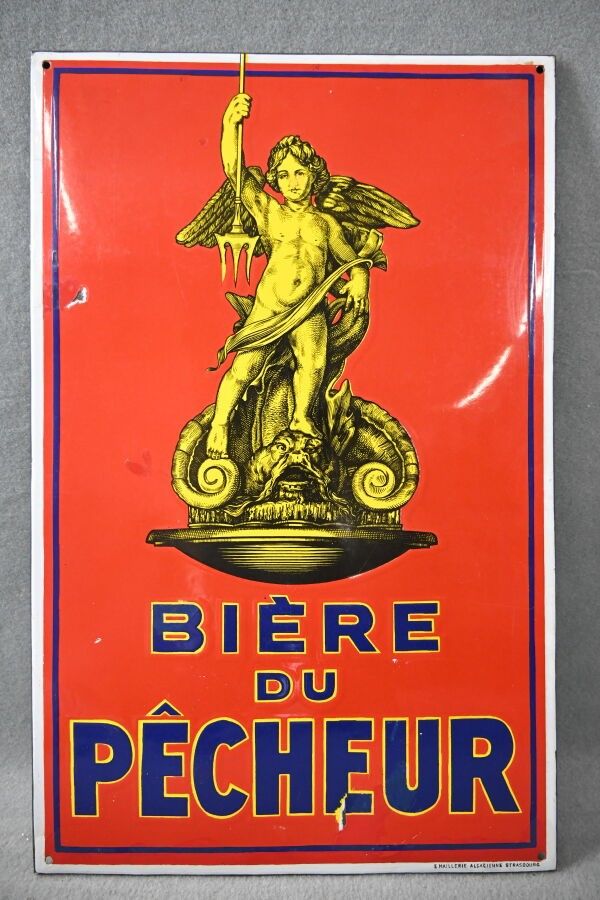 BIÈRE
DU
PÊCHEUR
EMAILLERIE ALSACIENNE STRASBOURG